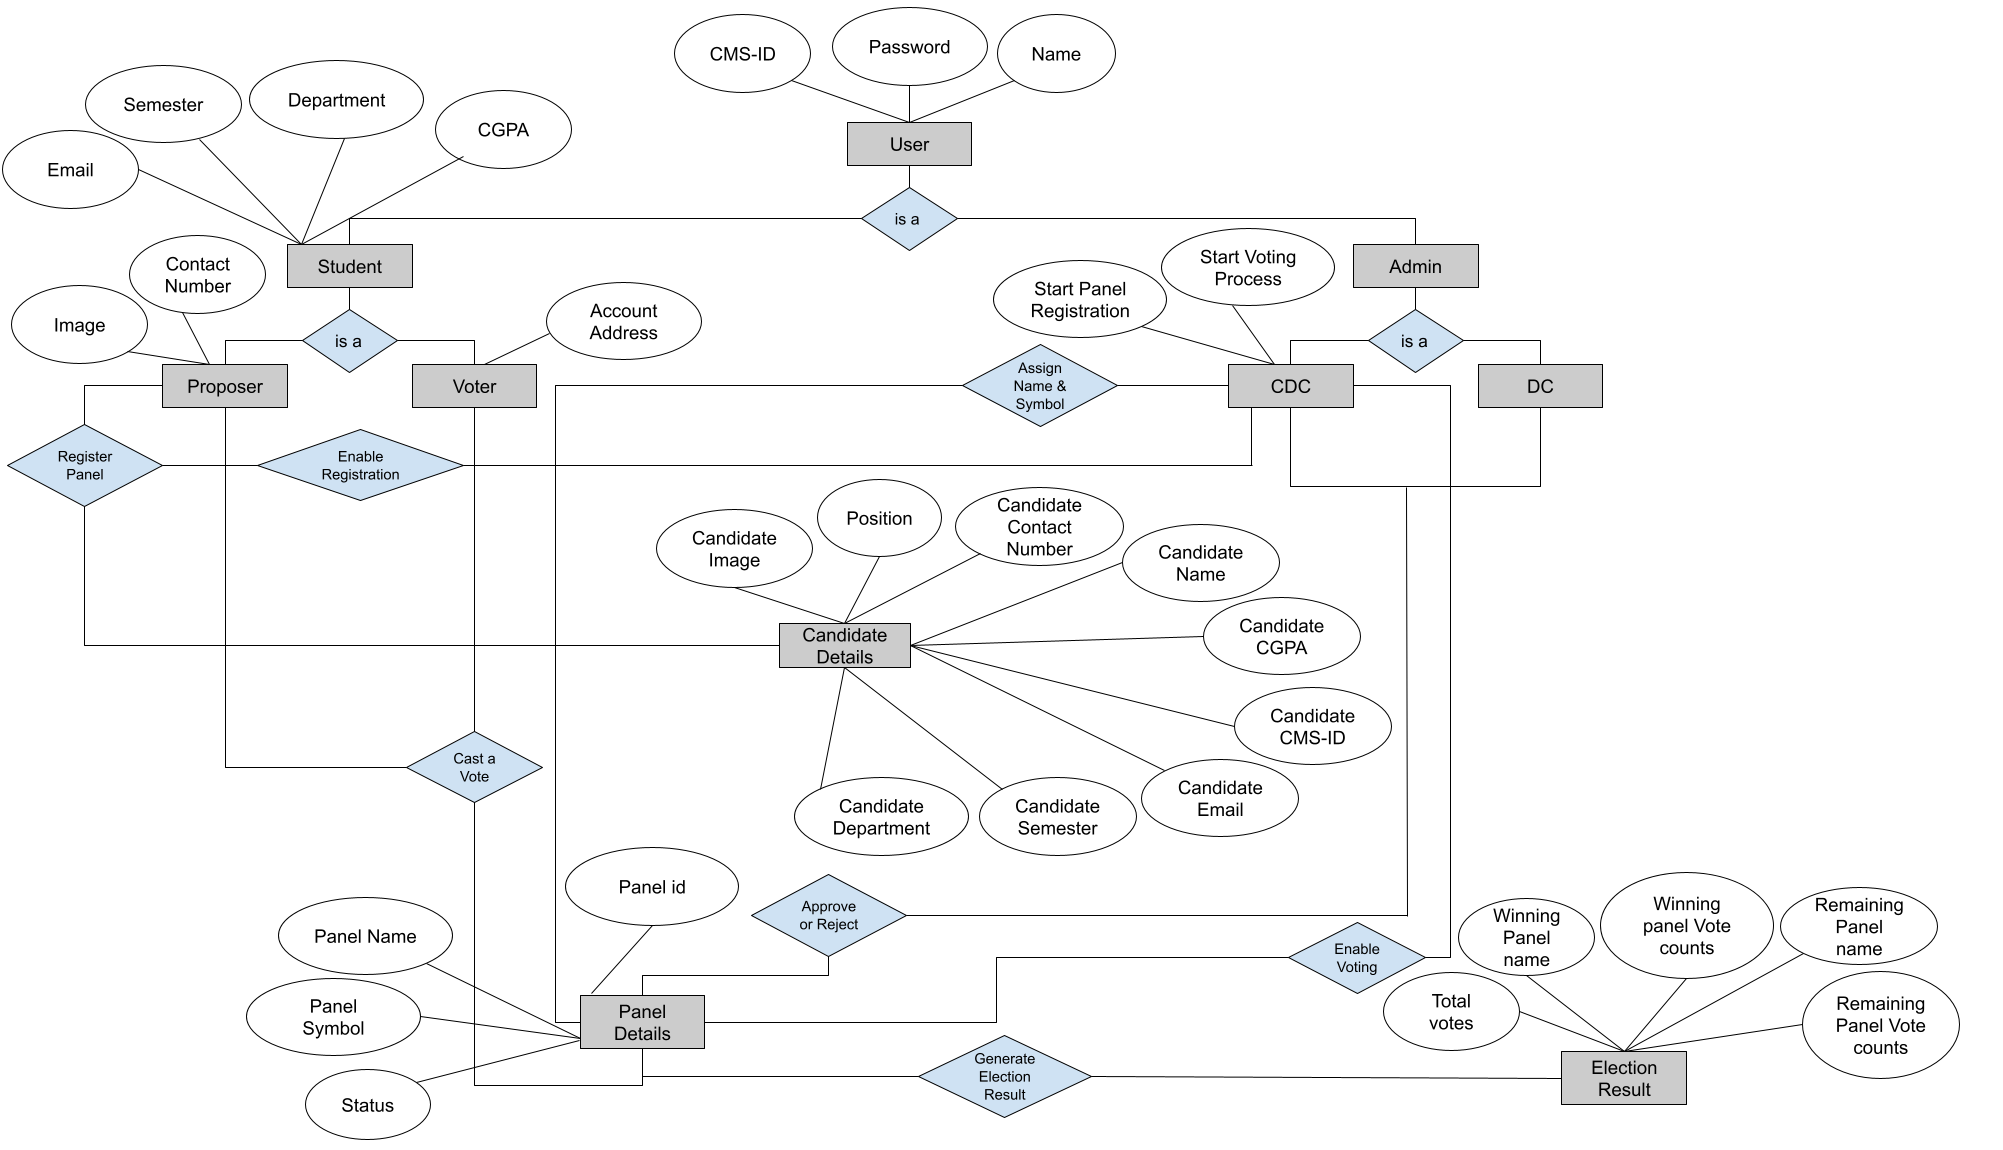 CMS-ID
Password
Name
Semester
Department
CGPA
Email
User
is a
Student
Admin
Contact
Number
Image
Account
Address
Start Voting
Process
Start Panel
Registration
is a
is a
Proposer
Voter
Assign
Name &
Symbol
CDC
DC
Register
Panel
Enable
Registration
Candidate
Image
Position
Candidate
Contact
Number
Candidate
Name
Candidate
CGPA
Candidate
Details
Candidate
CMS-ID
Candidate
Email
Candidate
Department
Candidate
Semester
Cast a
Vote
Panel id
Approve
or Reject
Panel Name
Enable
Voting
Winning
Panel
name
Winning
panel Vote
counts
Remaining
Panel
name
Panel
Symbol
Panel
Details
Total
votes
Remaining
Panel Vote
counts
Status
Generate
Election
Result
Election
Result